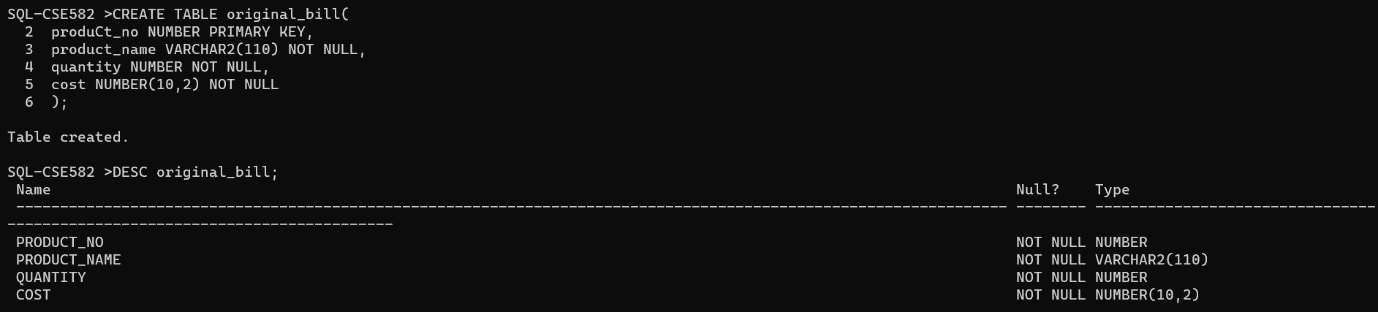 SQL-CSE582 >CREATE TABLE original_bill(
  2  produCt_no NUMBER PRIMARY KEY,
  3  product_name VARCHAR2(110) NOT NULL,
  4  quantity NUMBER NOT NULL,
  5  cost NUMBER(10,2) NOT NULL
  6  );
Table created.
SQL-CSE582 >DESC original_bill;
 Name                                                                                                              Null?    Type
 ----------------------------------------------------------------------------------------------------------------- -------- --------------------------------
--------------------------------------------
 PRODUCT_NO                                                                                                        NOT NULL NUMBER
 PRODUCT_NAME                                                                                                      NOT NULL VARCHAR2(110)
 QUANTITY                                                                                                          NOT NULL NUMBER
 COST                                                                                                              NOT NULL NUMBER(10,2)